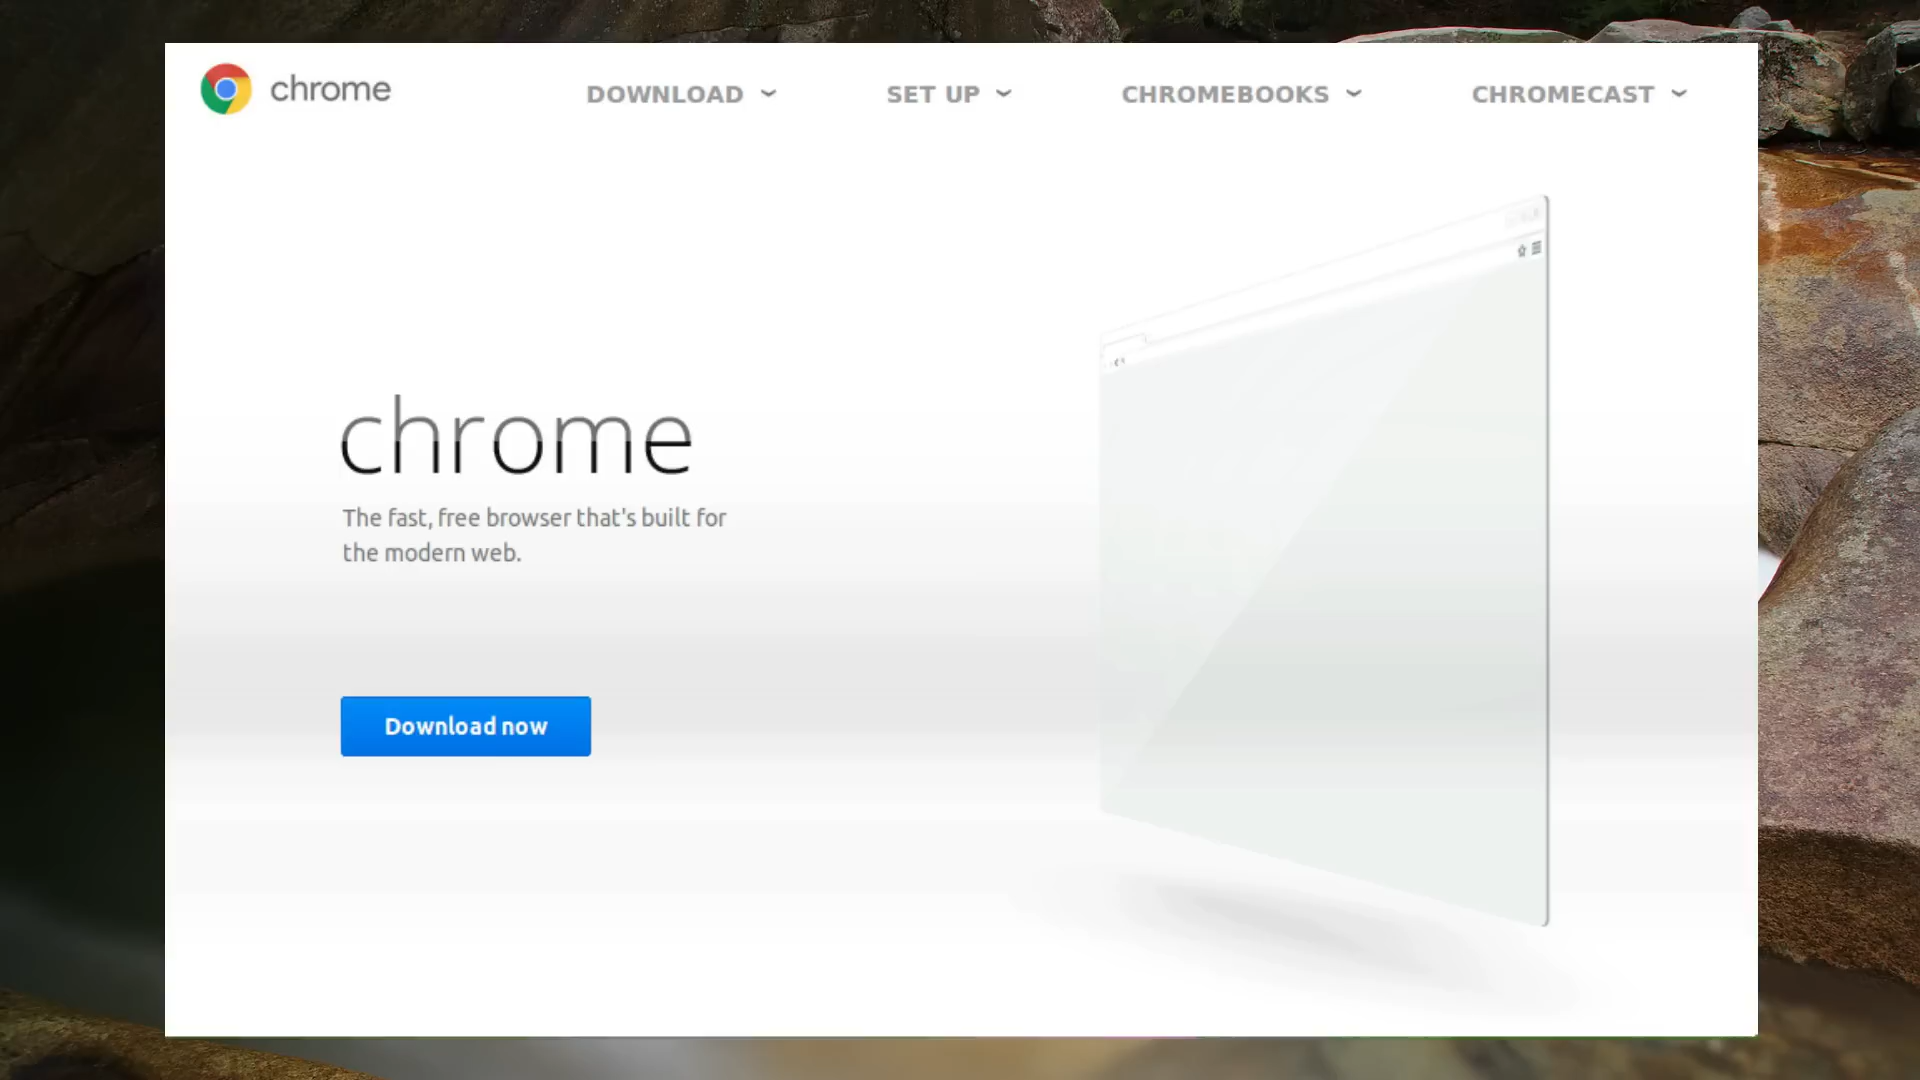 chrome
DOWNLOAD
SET UP
CHROMEBOOKS
CHROMECAST
chrome
The fast, free browser that's built for
the modern web.
Download now